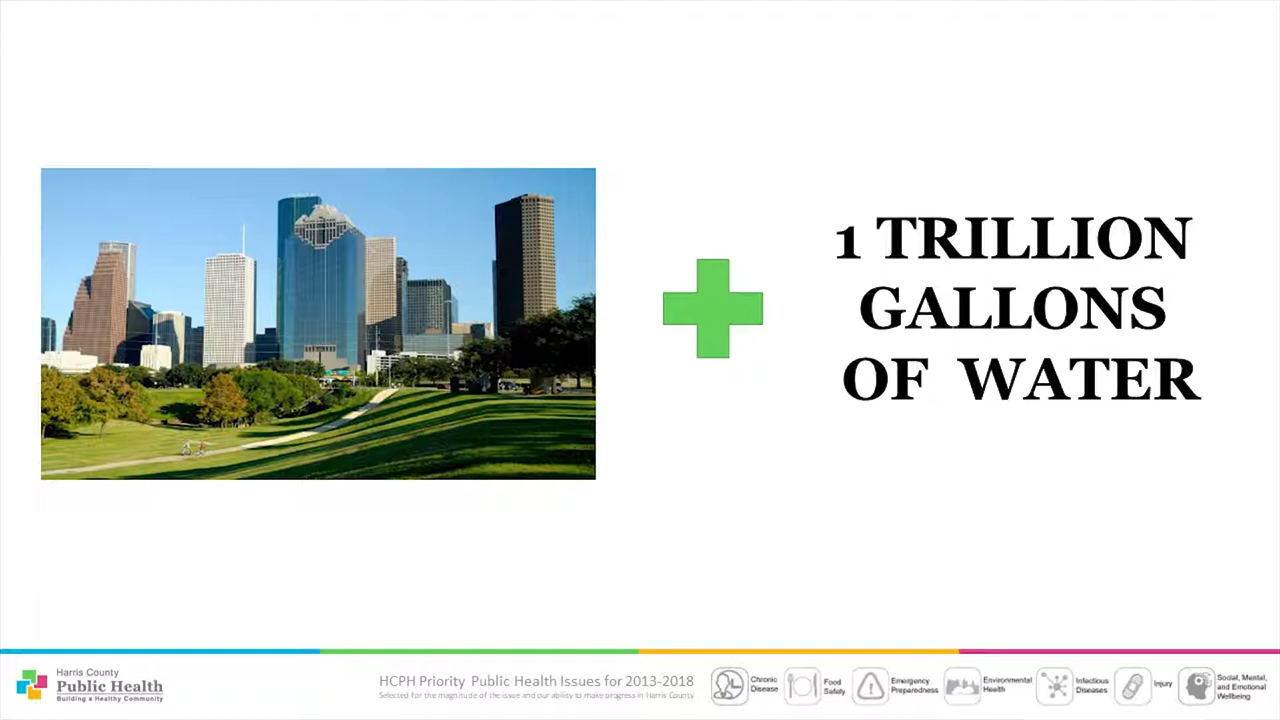 1 TRILLION
GALLONS
OF WATER
Harris County
Public Health
Building a Healthy Community
HCPH Priority Public Health Issues for 2013-2018
Selected for the magnitude of the issue and our ability to make progress in Harris County
Chronic
Disease
Food
Safety
Emergency
Preparedness
Environmental
Health
Infectious
Diseases
Injury
Social, Mental,
and Emotional
Wellbeing